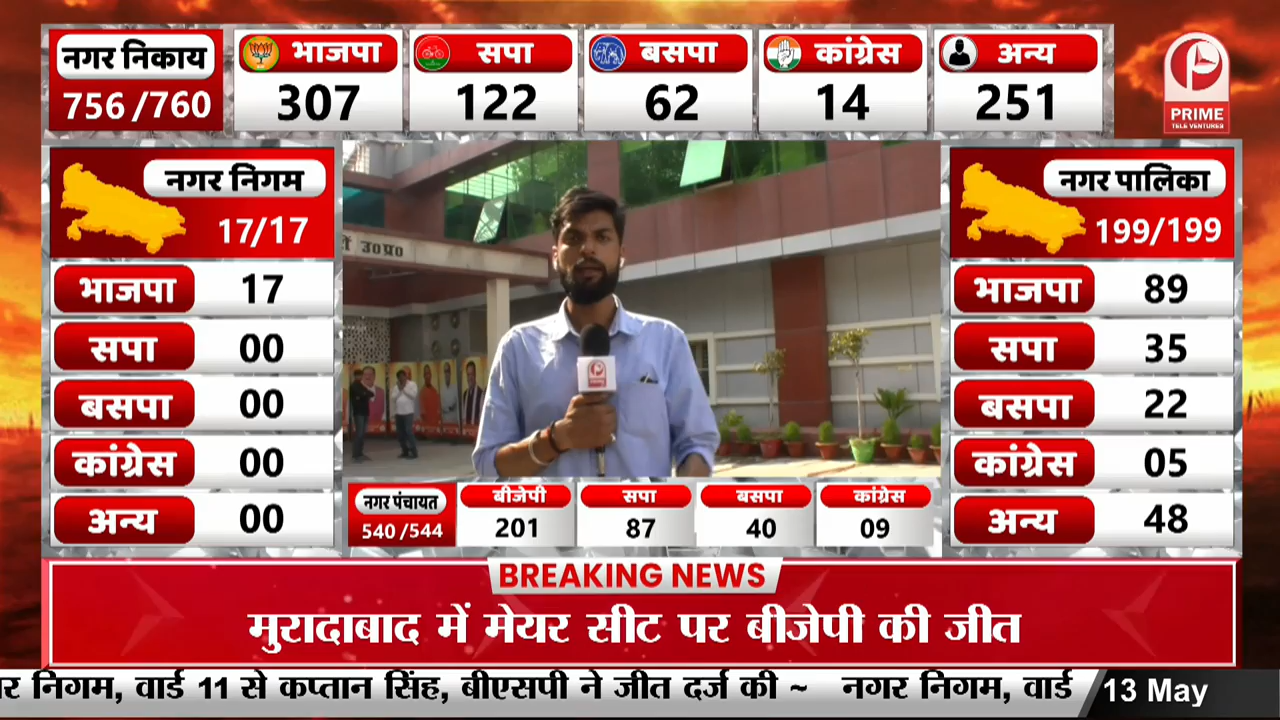 नगर निकाय
756 /760
भाजपा
307
सपा
122
बसपा
62
कांग्रेस
14
अन्य
251
PRIME
TELE VENTURES
नगर निगम
17/17
भाजपा 17
सपा 00
बसपा 00
कांग्रेस 00
अन्य 00
उ0प्र0
नगर पालिका
199/199
भाजपा 89
सपा 35
बसपा 22
कांग्रेस 05
अन्य 48
नगर पंचायत
540 /544
बीजेपी
201
सपा
87
बसपा
40
कांग्रेस
09
BREAKING NEWS
मुरादाबाद में मेयर सीट पर बीजेपी की जीत
र निगम, वार्ड 11 से कप्तान सिंह, बीएसपी ने जीत दर्ज की ~ नगर निगम, वार्ड
13 May